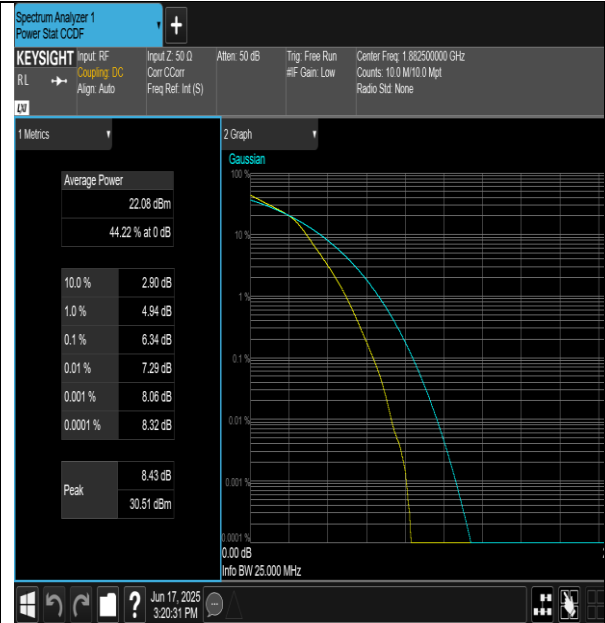 Spectrum Analyzer 1
Power Stat CCDF
+
KEYSIGHT
RL
LXI
Input: RF
Coupling: DC
Align: Auto
Input Z: 50 Ω
Corr CCorr
Freq Ref: Int (S)
Atten: 50 dB
Trig: Free Run
#IF Gain: Low
Center Freq: 1.882500000 GHz
Counts: 10.0 M/10.0 Mpt
Radio Std: None
1 Metrics
Average Power
22.08 dBm
44.22 % at 0 dB
10.0 % 2.90 dB
1.0 % 4.94 dB
0.1 % 6.34 dB
0.01 % 7.29 dB
0.001 % 8.06 dB
0.0001 % 8.32 dB
Peak
8.43 dB
30.51 dBm
2 Graph
Gaussian
100 %
10 %
1 %
0.1 %
0.01 %
0.001 %
0.0001 %
0.00 dB
Info BW 25.000 MHz
?
Jun 17, 2025
3:20:31 PM